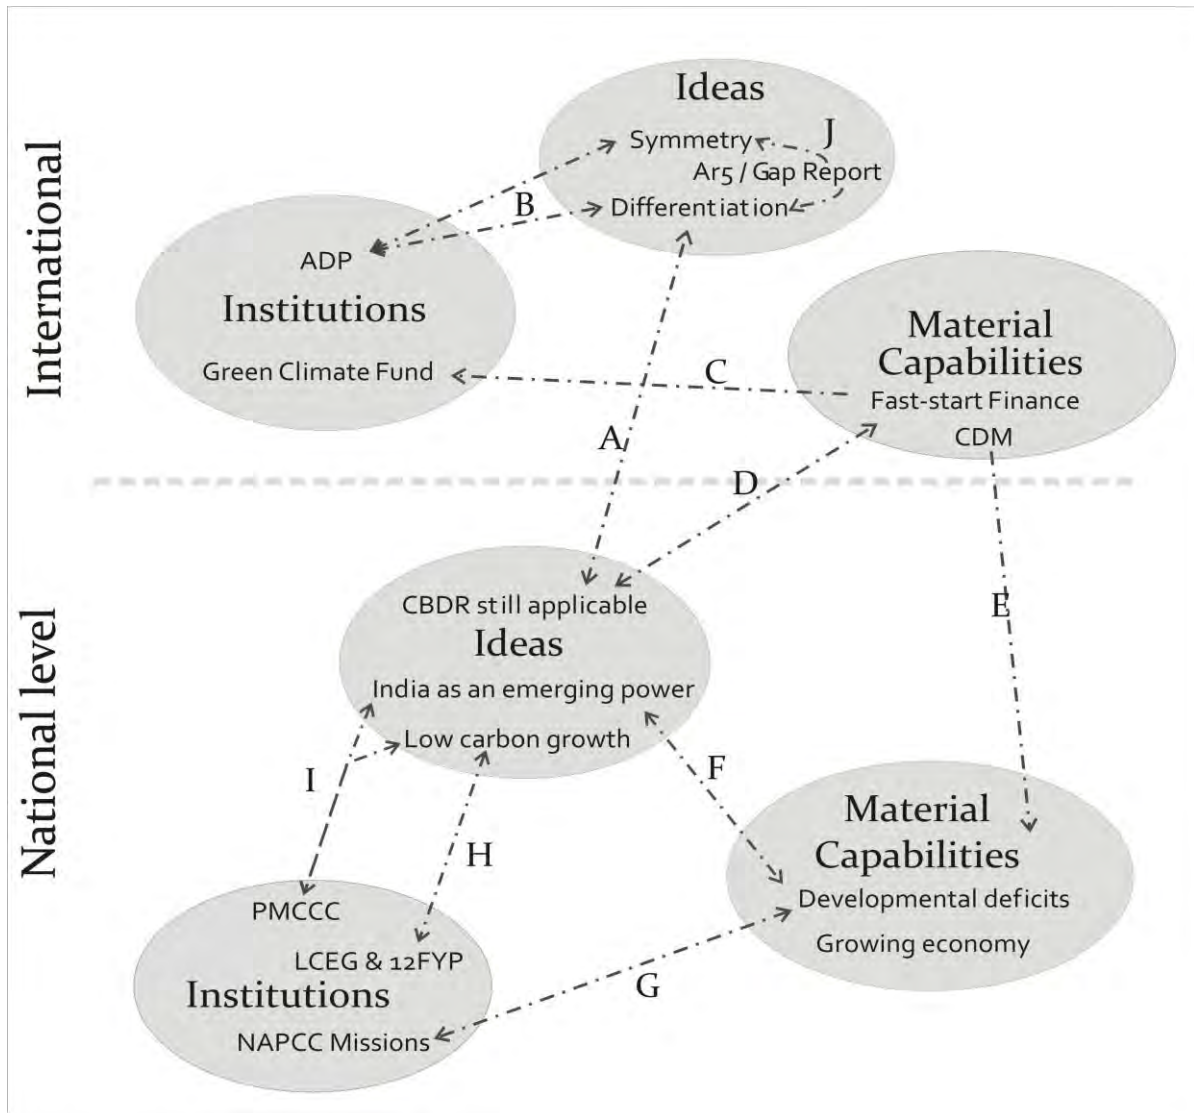 International
Ideas
Symmetry
J
Ar5 / Gap Report
Differentiation
B
ADP
Institutions
Green Climate Fund
Material
Capabilities
Fast-start Finance
CDM
C
A
D
E
National level
CBDR still applicable
Ideas
India as an emerging power
Low carbon growth
I
F
H
Material
Capabilities
Developmental deficits
Growing economy
G
PMCCC
LCEG & 12FYP
Institutions
NAPCC Missions